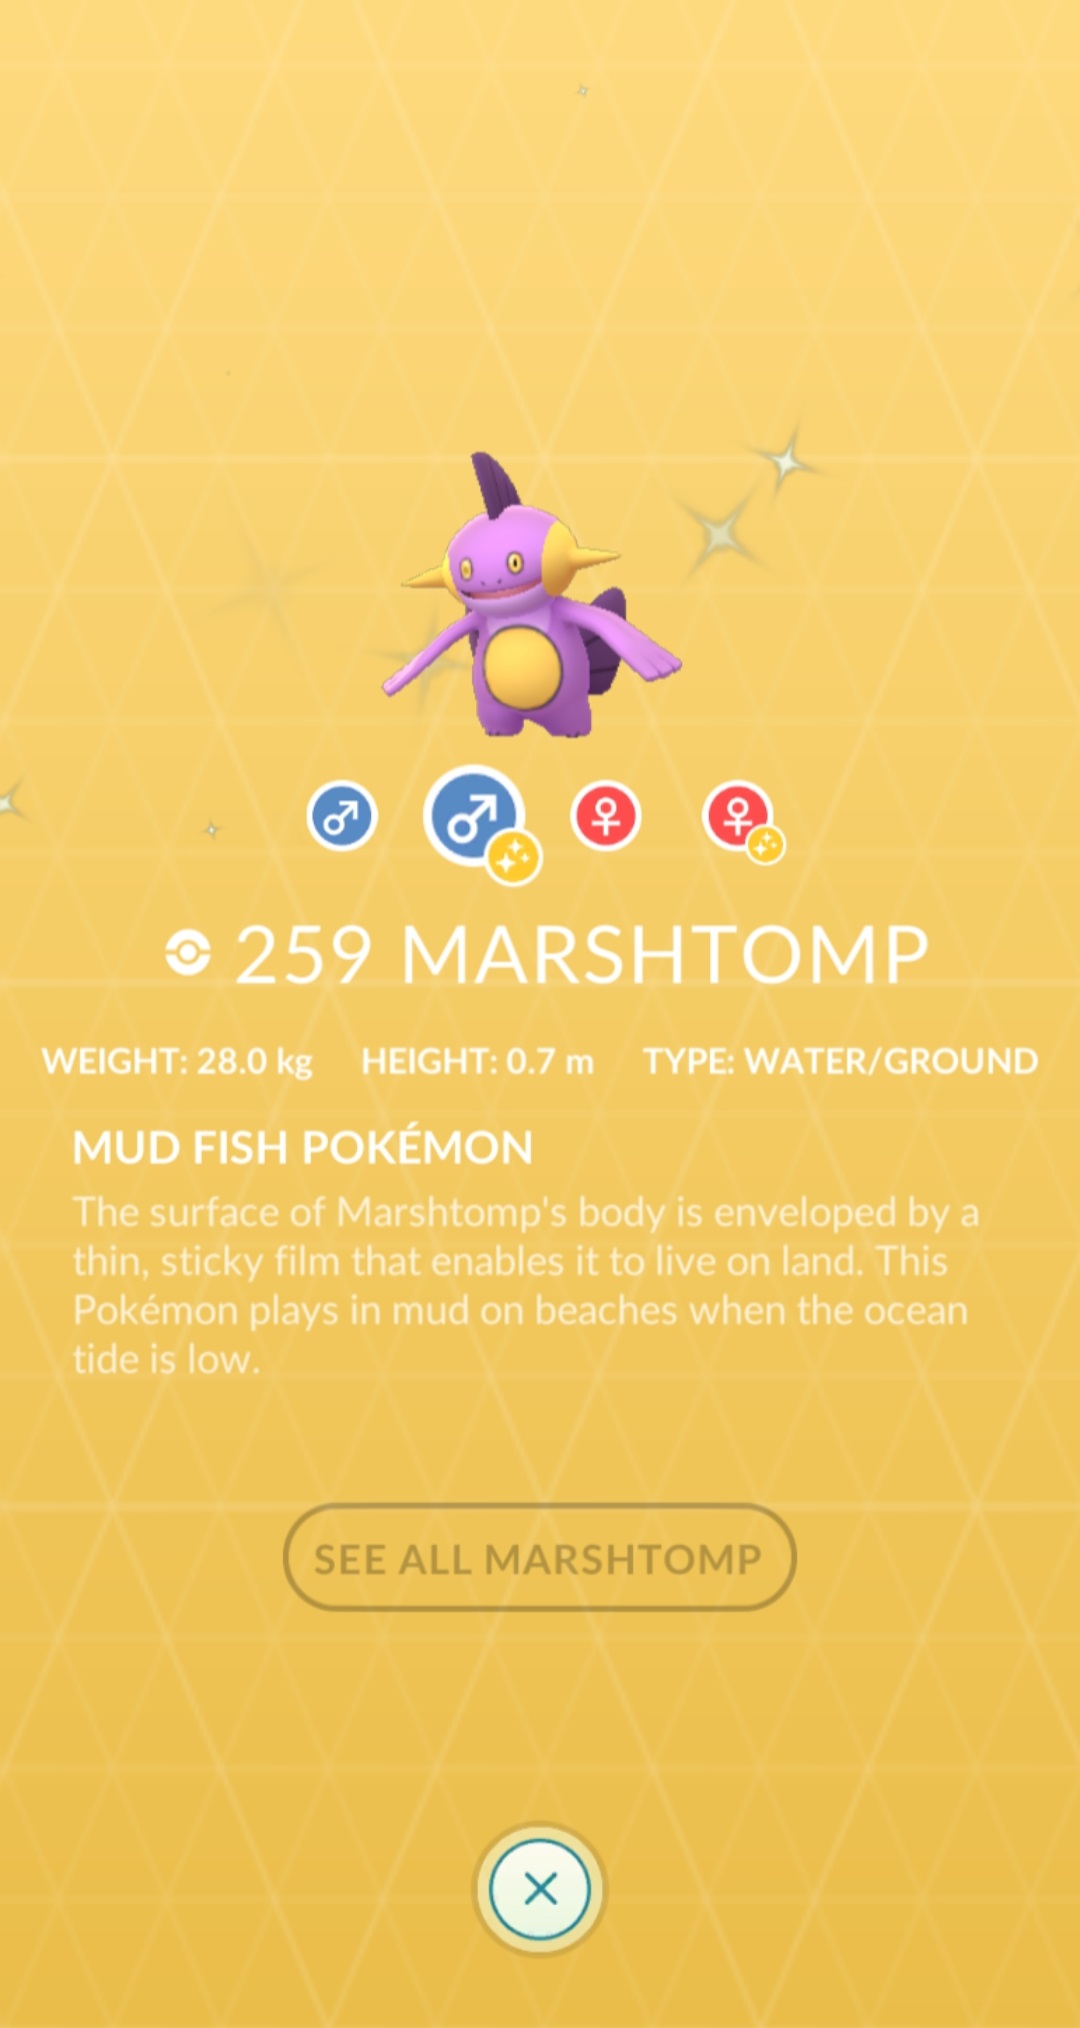 259 MARSHTOMP
WEIGHT: 28.0 kg HEIGHT: 0.7 m TYPE: WATER/GROUND
MUD FISH POKÉMON
The surface of Marshtomp's body is enveloped by a
thin, sticky film that enables it to live on land. This
Pokémon plays in mud on beaches when the ocean
tide is low.
SEE ALL MARSHTOMP